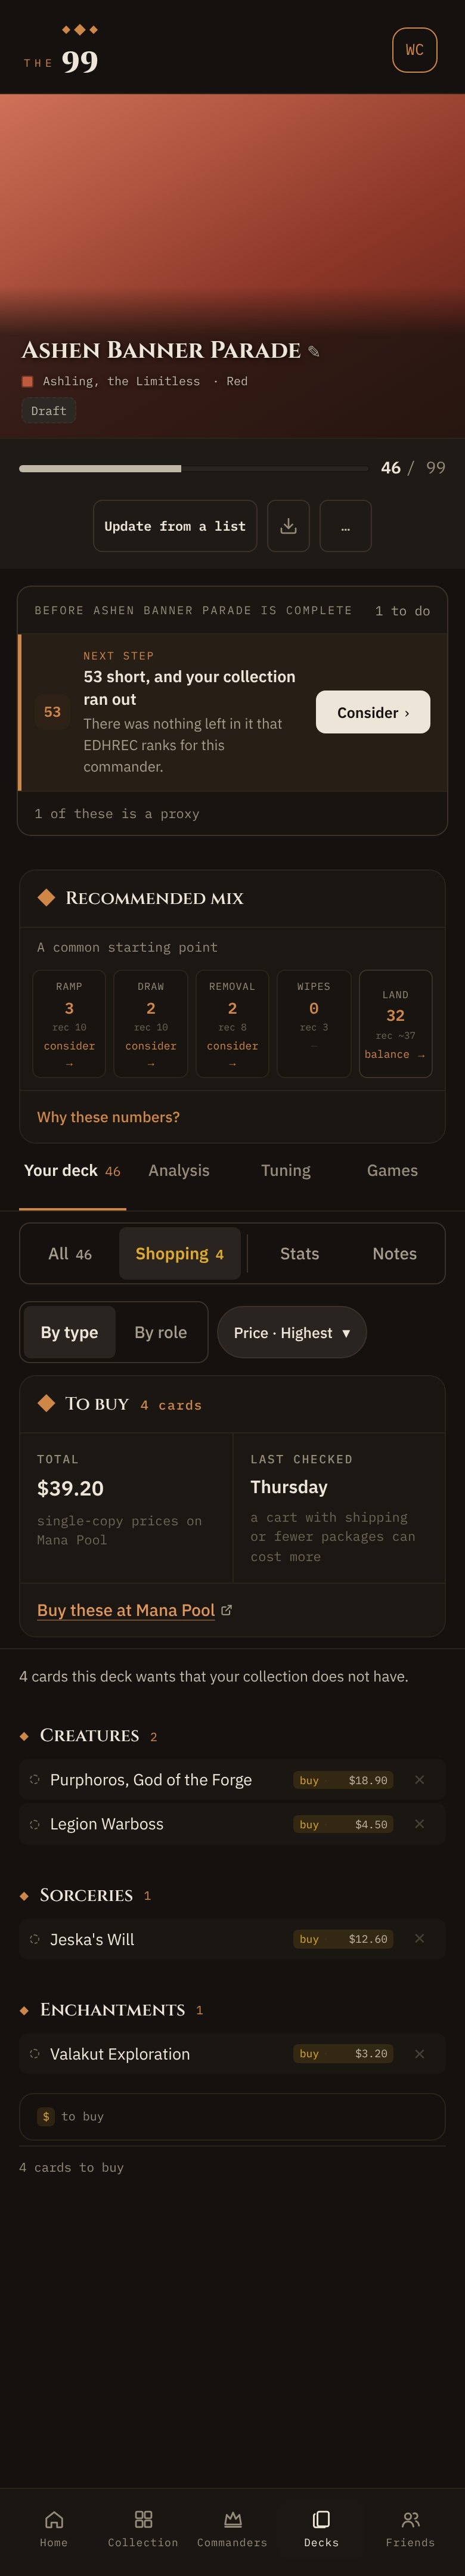 THE 99
WC
Ashen Banner Parade ✎
Ashling, the Limitless · Red
Draft
46 / 99
Update from a list
…
BEFORE ASHEN BANNER PARADE IS COMPLETE
1 to do
NEXT STEP
53
53 short, and your collection
ran out
There was nothing left in it that
EDHREC ranks for this
commander.
Consider ›
1 of these is a proxy
Recommended mix
A common starting point
RAMP
3
rec 10
consider
→
DRAW
2
rec 10
consider
→
REMOVAL
2
rec 8
consider
→
WIPES
0
rec 3
—
LAND
32
rec ~37
balance →
Why these numbers?
Your deck 46
Analysis
Tuning
Games
All 46
Shopping 4
Stats
Notes
By type
By role
Price · Highest ▾
To buy 4 cards
TOTAL
$39.20
single-copy prices on
Mana Pool
LAST CHECKED
Thursday
a cart with shipping
or fewer packages can
cost more
Buy these at Mana Pool
4 cards this deck wants that your collection does not have.
Creatures 2
Purphoros, God of the Forge buy $18.90 ✕
Legion Warboss buy $4.50 ✕
Sorceries 1
Jeska's Will buy $12.60 ✕
Enchantments 1
Valakut Exploration buy $3.20 ✕
$ to buy
4 cards to buy
Home
Collection
Commanders
Decks
Friends